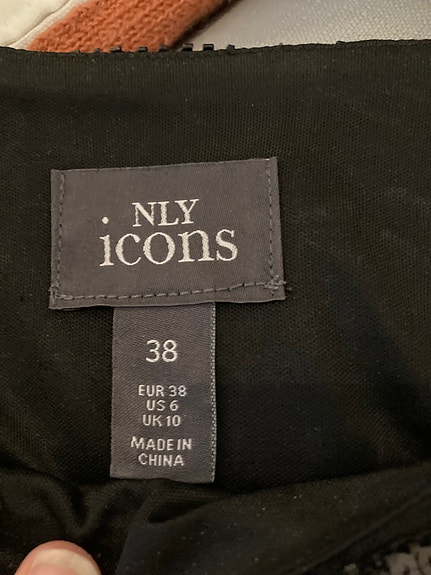 NLY
icons
38
EUR 38
US 6
UK 10
MADE IN
CHINA